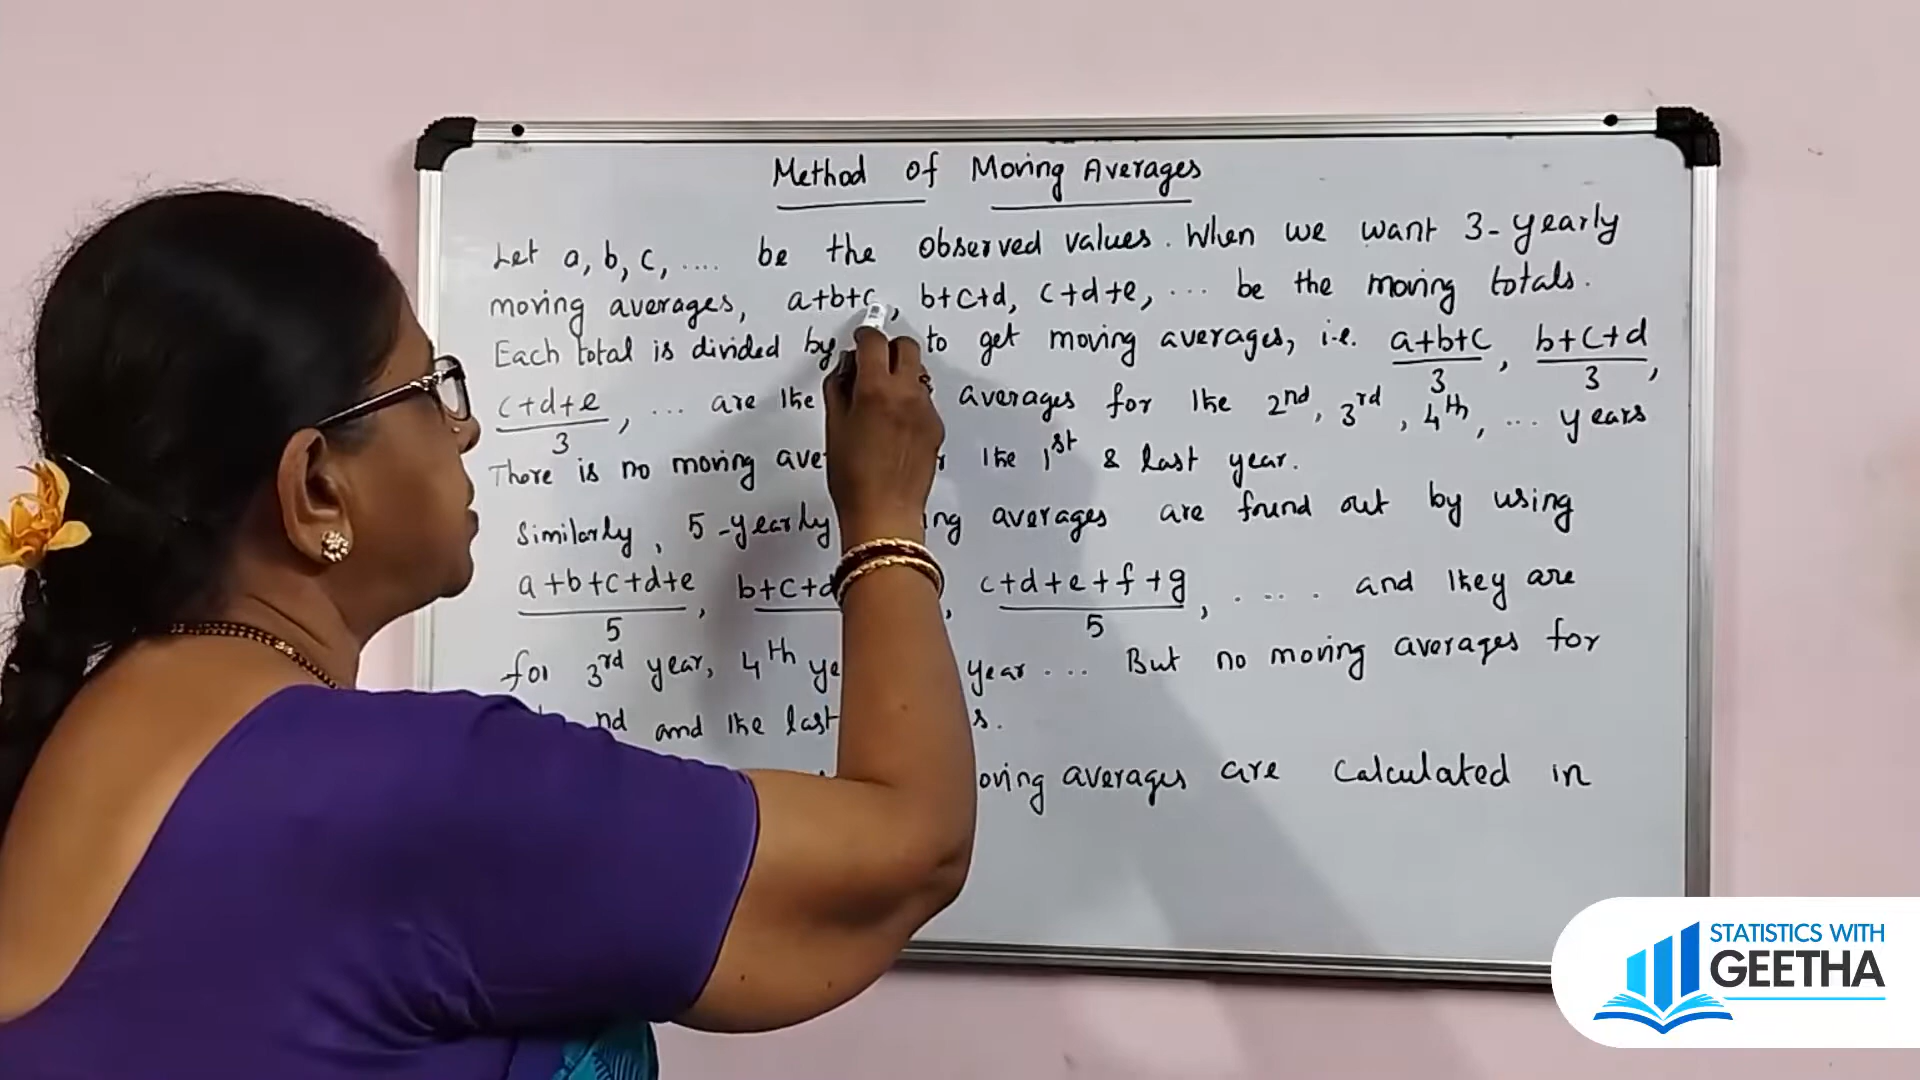 Method of Moving Averages
Let a, b, c, .... be the observed values. When we want 3-yearly
moving averages, a+b+c, b+c+d, c+d+e, ... be the moving totals.
Each total is divided by to get moving averages, i.e. a+b+c/3, b+c+d/3,
c+d+e/3, ... are the averages for the 2nd, 3rd, 4th, ... years
There is no moving the 1st & last year.
Similarly, 5-yearly averages are found out by using
a+b+c+d+e/5, b+c+d , c+d+e+f+g/5, ..... and they are
for 3rd year, 4th year ... But no moving averages for
nd and the last
averages are calculated in
STATISTICS WITH
GEETHA